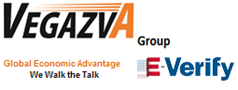 VEGAZVA
Group
Global Economic Advantage
We Walk the Talk
E-Verify